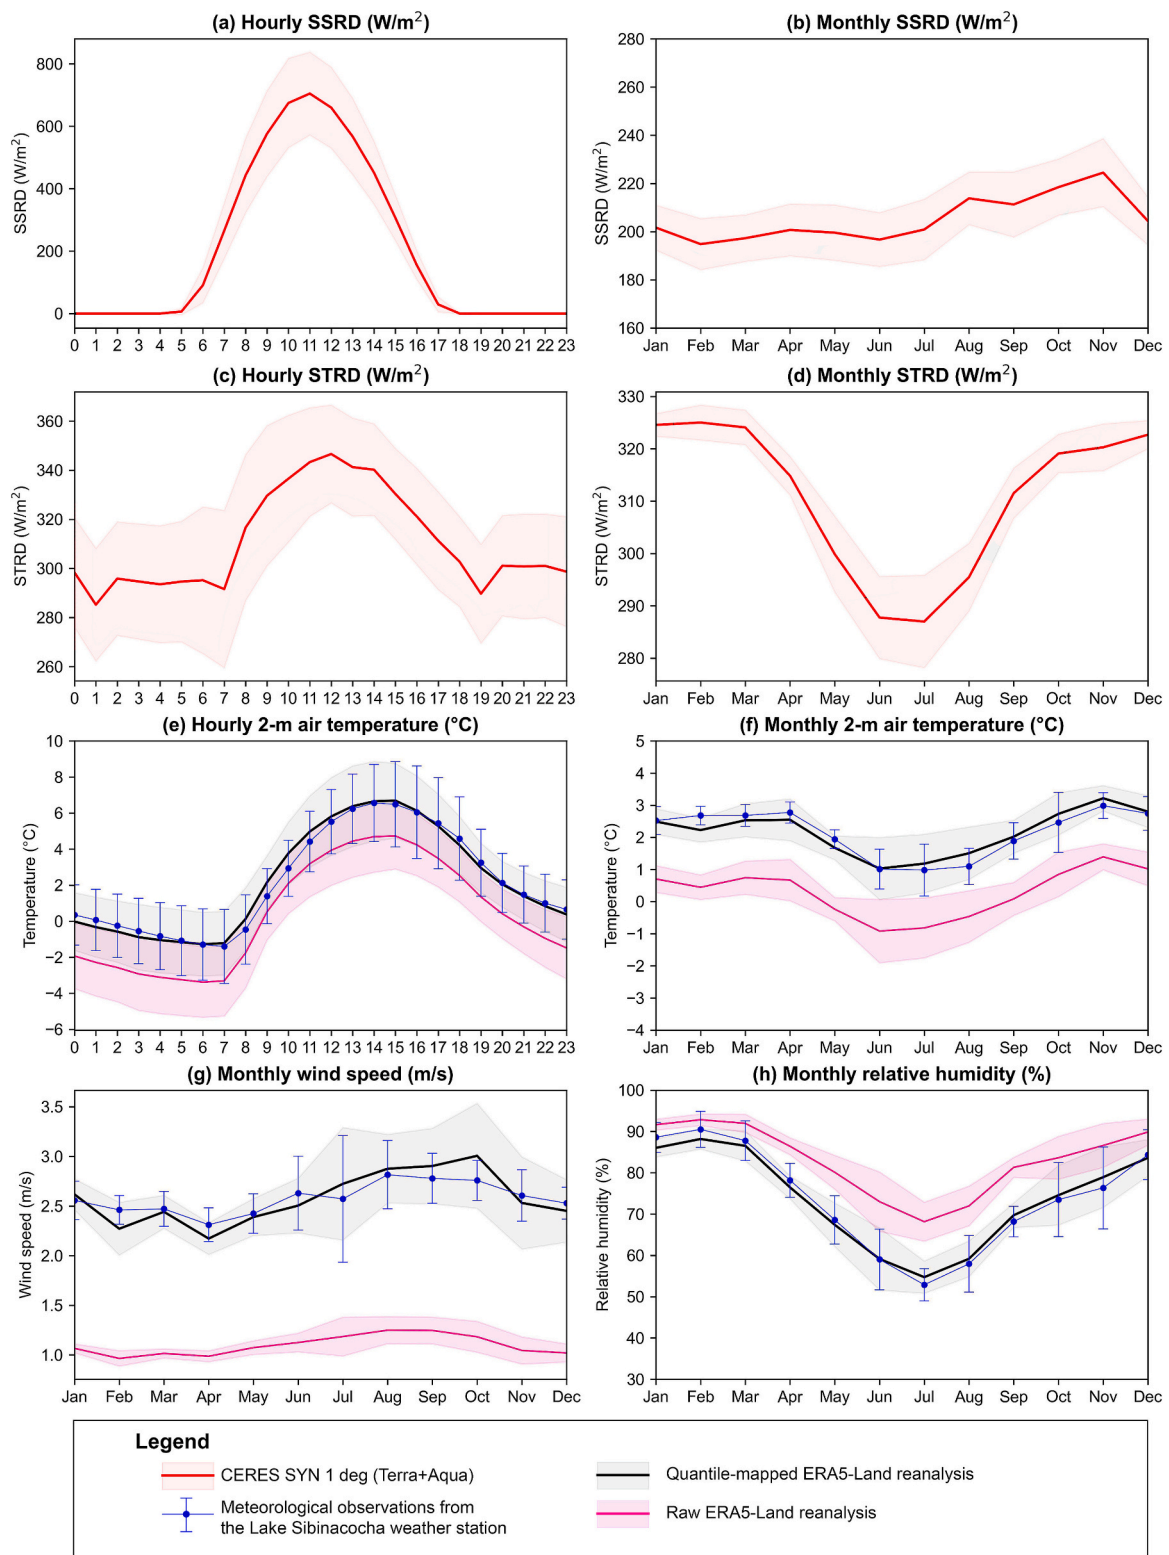 (a) Hourly SSRD (W/m²)
SSRD (W/m²)
800
600
400
200
0
0 1 2 3 4 5 6 7 8 9 10 11 12 13 14 15 16 17 18 19 20 21 22 23
(b) Monthly SSRD (W/m²)
SSRD (W/m²)
280
260
240
220
200
180
160
Jan Feb Mar Apr May Jun Jul Aug Sep Oct Nov Dec
(c) Hourly STRD (W/m²)
STRD (W/m²)
360
340
320
300
280
260
0 1 2 3 4 5 6 7 8 9 10 11 12 13 14 15 16 17 18 19 20 21 22 23
(d) Monthly STRD (W/m²)
STRD (W/m²)
330
320
310
300
290
280
Jan Feb Mar Apr May Jun Jul Aug Sep Oct Nov Dec
(e) Hourly 2-m air temperature (°C)
Temperature (°C)
10
8
6
4
2
0
−2
−4
−6
0 1 2 3 4 5 6 7 8 9 10 11 12 13 14 15 16 17 18 19 20 21 22 23
(f) Monthly 2-m air temperature (°C)
Temperature (°C)
5
4
3
2
1
0
−1
−2
−3
−4
Jan Feb Mar Apr May Jun Jul Aug Sep Oct Nov Dec
(g) Monthly wind speed (m/s)
Wind speed (m/s)
3.5
3.0
2.5
2.0
1.5
1.0
Jan Feb Mar Apr May Jun Jul Aug Sep Oct Nov Dec
(h) Monthly relative humidity (%)
Relative humidity (%)
100
90
80
70
60
50
40
30
Jan Feb Mar Apr May Jun Jul Aug Sep Oct Nov Dec
Legend
CERES SYN 1 deg (Terra+Aqua)
Meteorological observations from
the Lake Sibinacocha weather station
Quantile-mapped ERA5-Land reanalysis
Raw ERA5-Land reanalysis